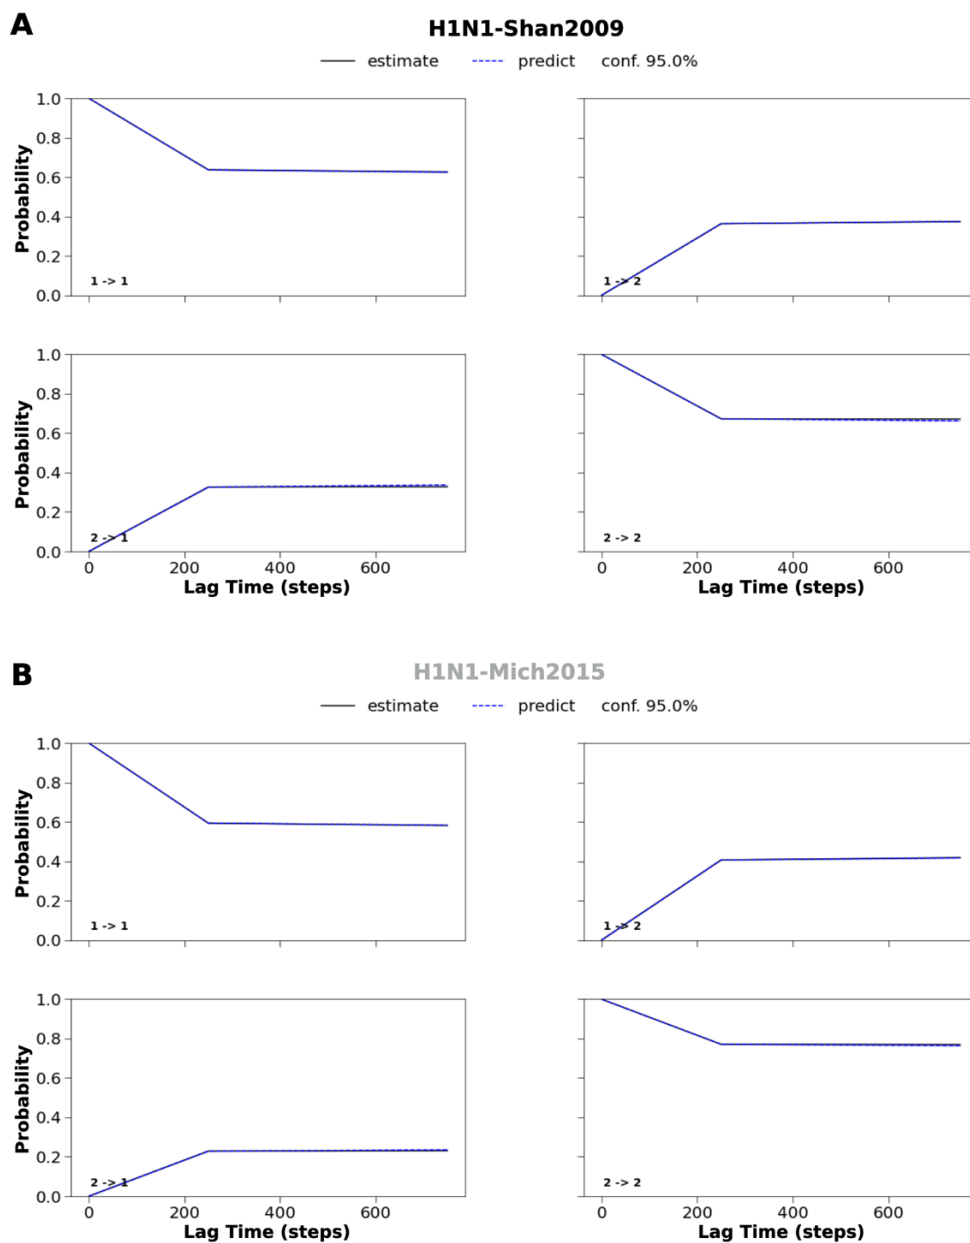 A
H1N1-Shan2009
estimate predict conf. 95.0%
Probability
1.0
0.8
0.6
0.4
0.2
0.0
1 -> 1
1 -> 2
Probability
1.0
0.8
0.6
0.4
0.2
0.0
2 -> 1
2 -> 2
0 200 400 600
0 200 400 600
Lag Time (steps)
Lag Time (steps)
B
H1N1-Mich2015
estimate predict conf. 95.0%
Probability
1.0
0.8
0.6
0.4
0.2
0.0
1 -> 1
1 -> 2
Probability
1.0
0.8
0.6
0.4
0.2
0.0
2 -> 1
2 -> 2
0 200 400 600
0 200 400 600
Lag Time (steps)
Lag Time (steps)